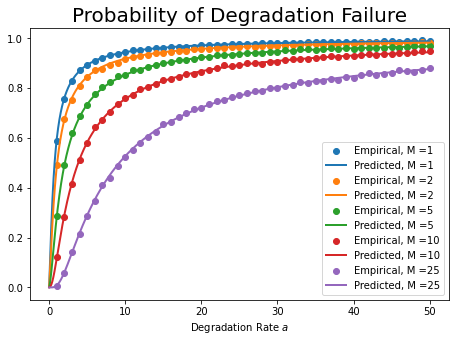 Probability of Degradation Failure
1.0
0.8
0.6
0.4
0.2
0.0
Empirical, M =1
Predicted, M =1
Empirical, M =2
Predicted, M =2
Empirical, M =5
Predicted, M =5
Empirical, M =10
Predicted, M =10
Empirical, M =25
Predicted, M =25
0 10 20 30 40 50
Degradation Rate a